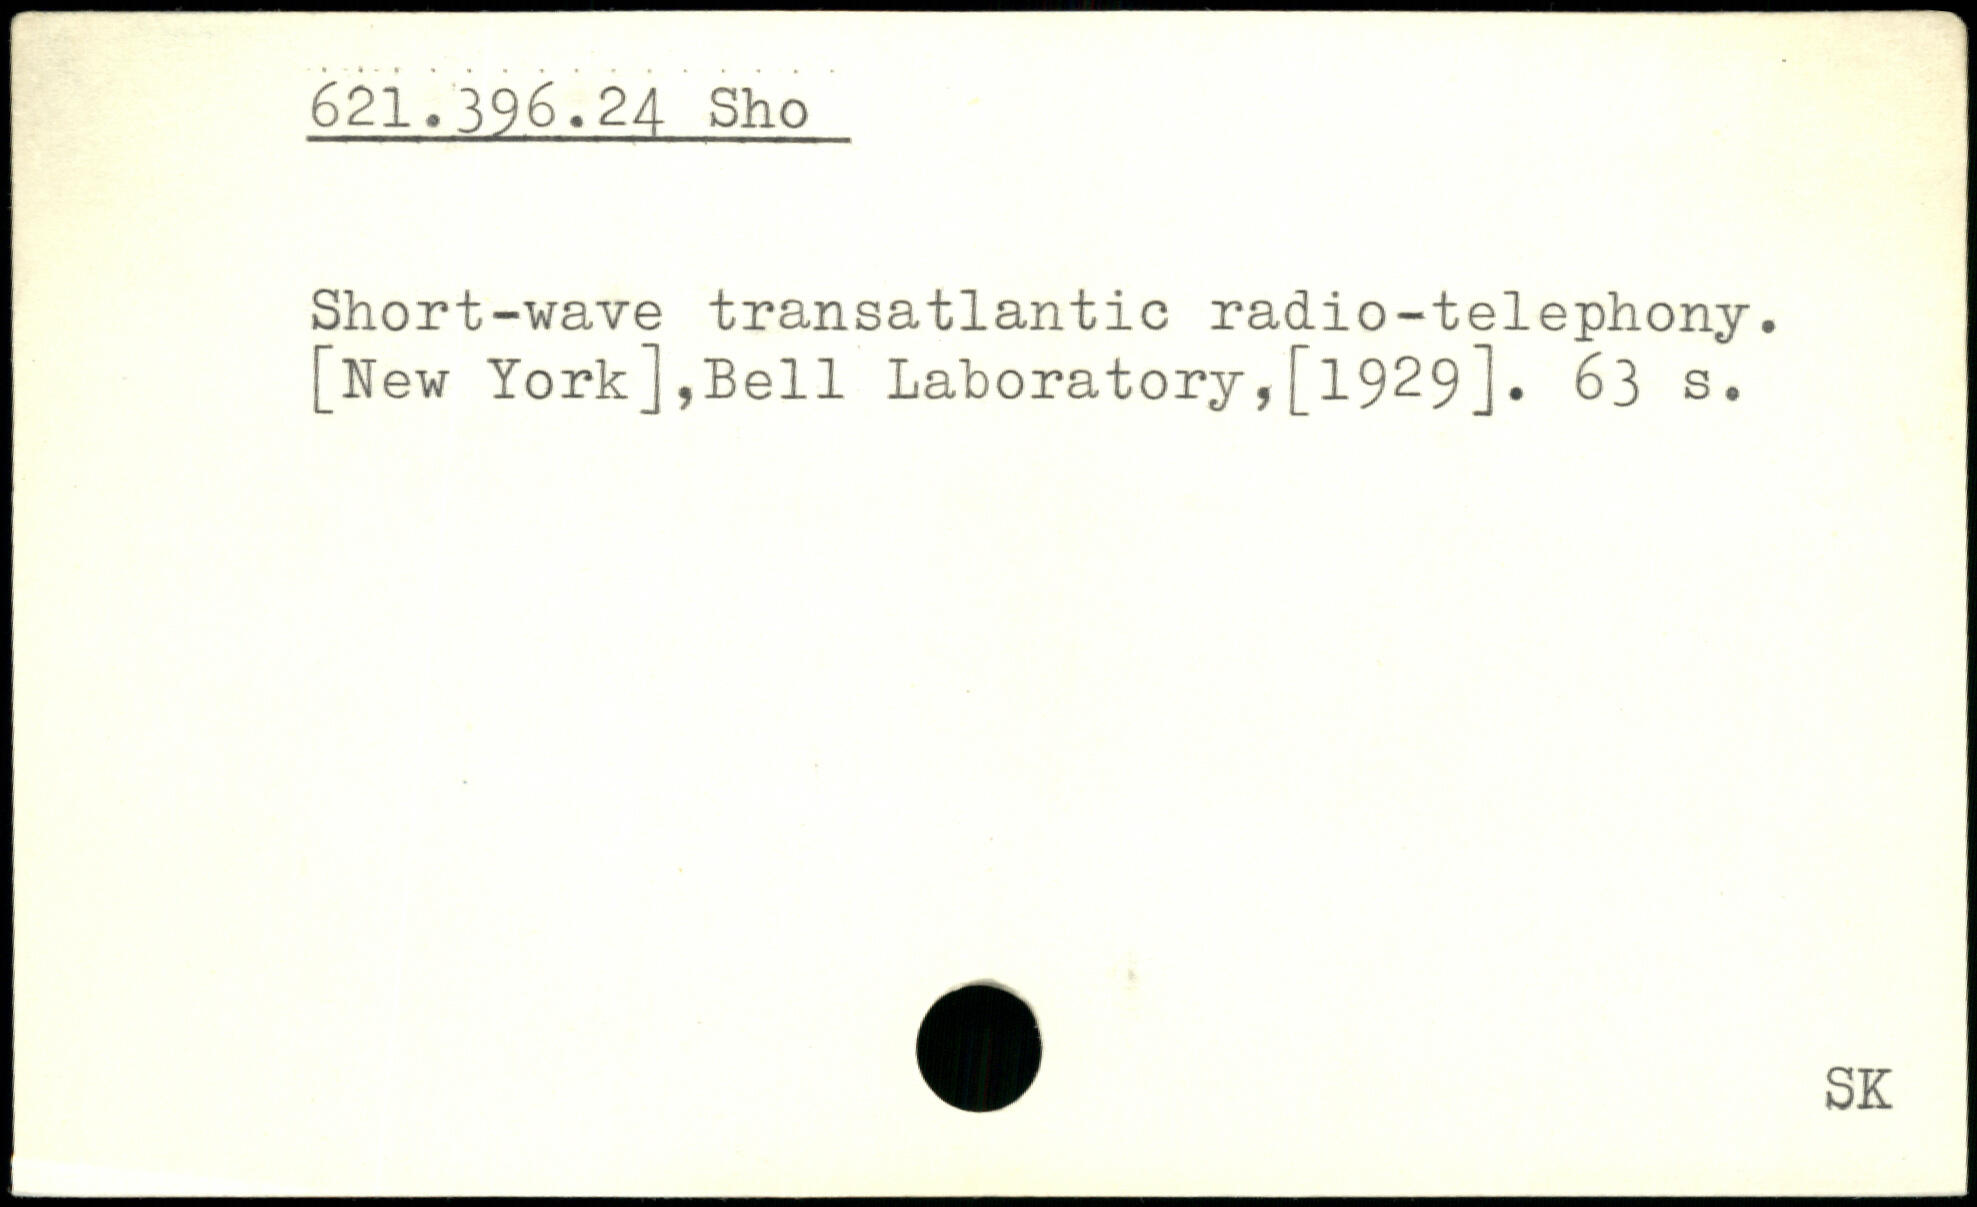 621.396.24 Sho
Short-wave transatlantic radio-telephony.
[New York],Bell Laboratory,[1929]. 63 s.
SK